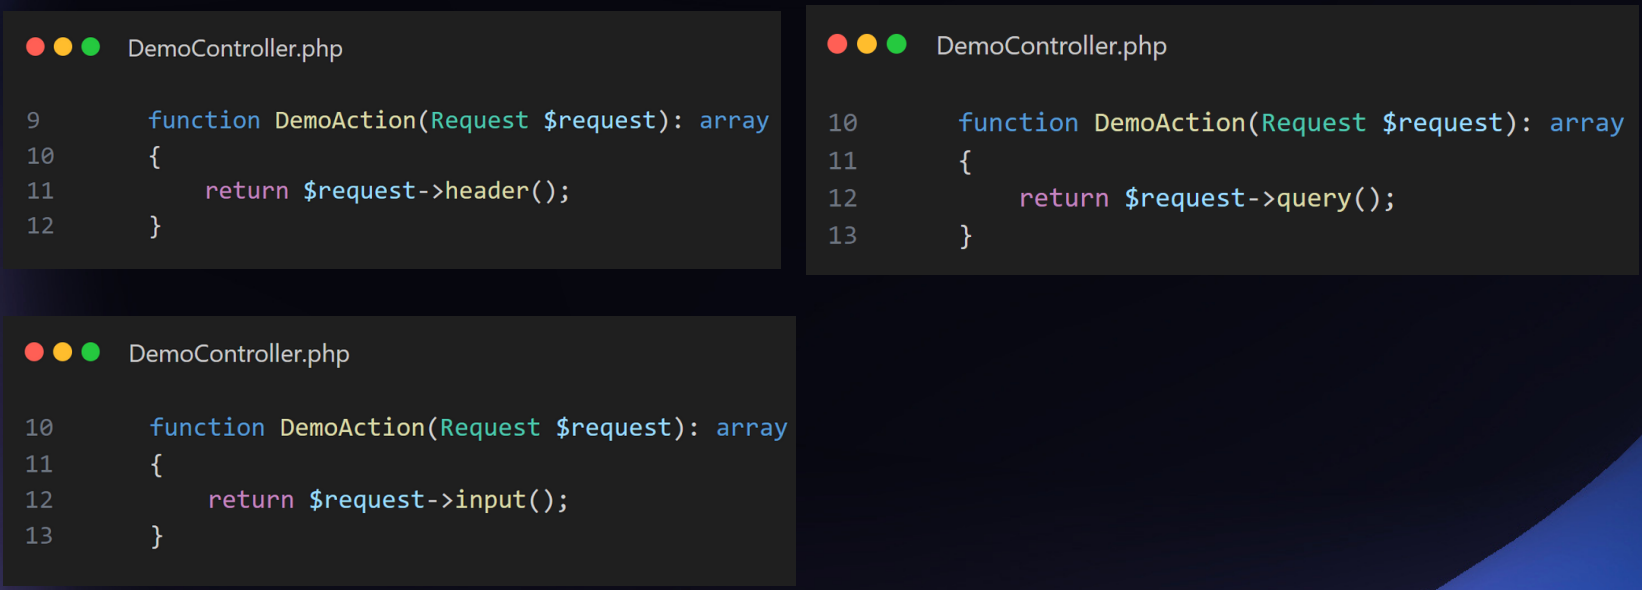 DemoController.php
9 function DemoAction(Request $request): array
10 {
11 return $request->header();
12 }
DemoController.php
10 function DemoAction(Request $request): array
11 {
12 return $request->query();
13 }
DemoController.php
10 function DemoAction(Request $request): array
11 {
12 return $request->input();
13 }